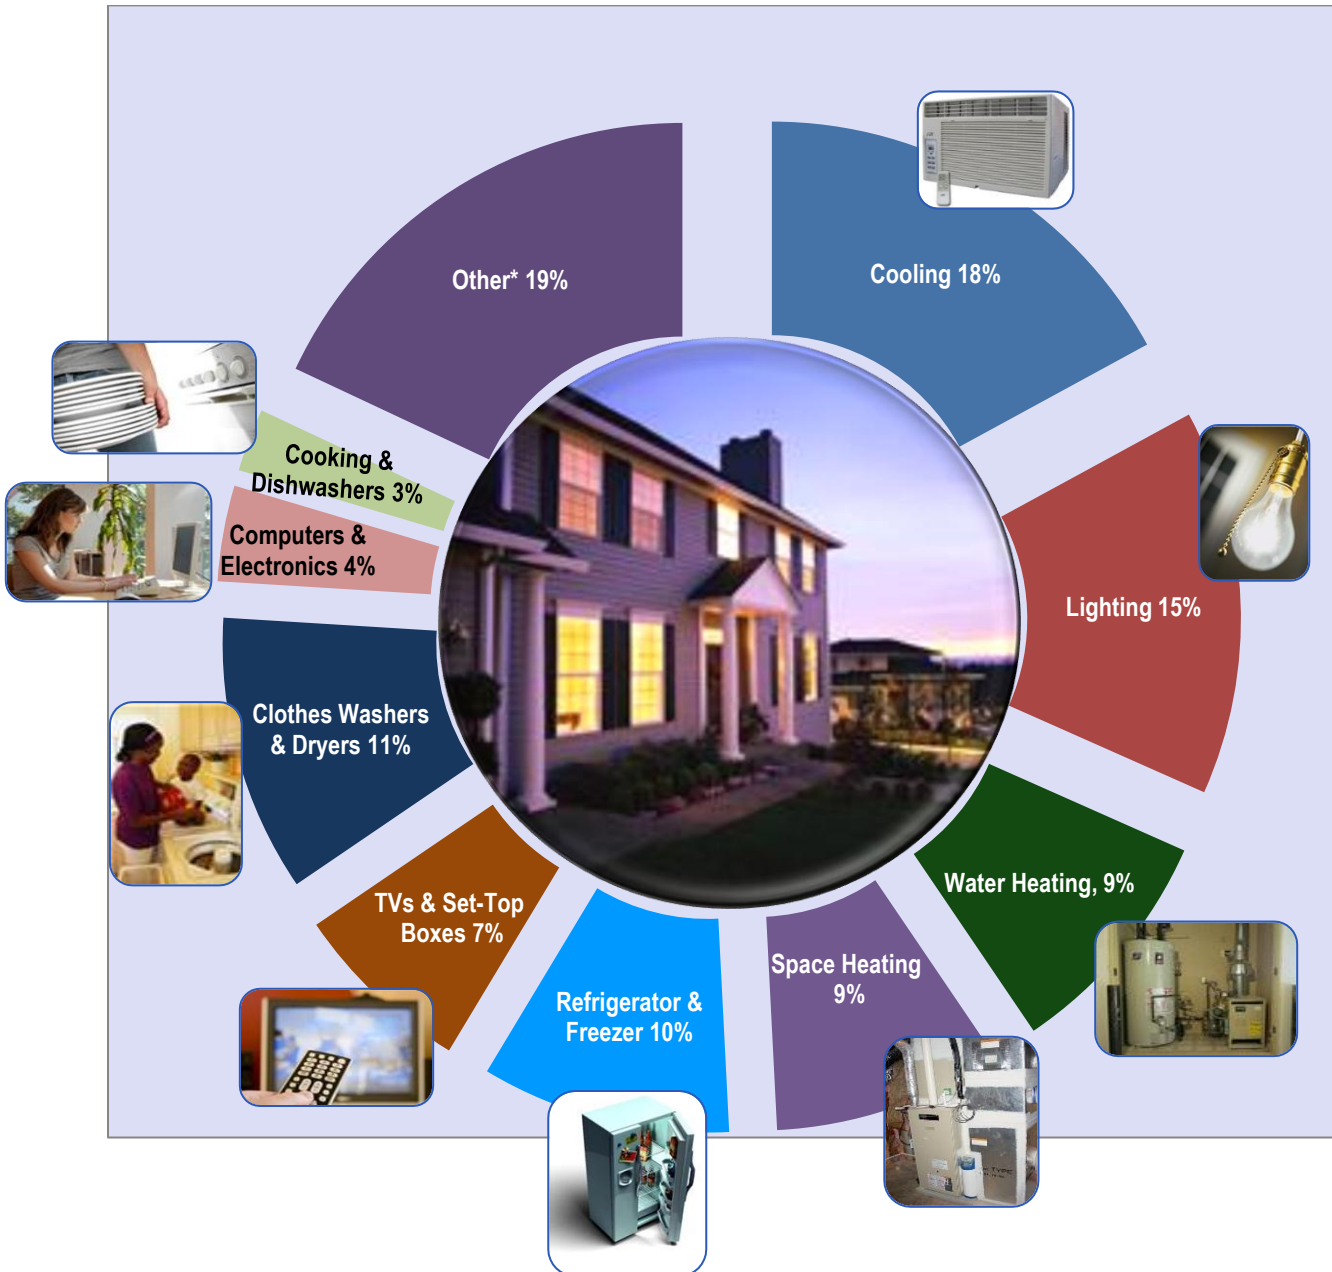 Other* 19%
Cooling 18%
Cooking &
Dishwashers 3%
Computers &
Electronics 4%
Lighting 15%
Clothes Washers
& Dryers 11%
Water Heating, 9%
TVs & Set-Top
Boxes 7%
Space Heating
9%
Refrigerator &
Freezer 10%